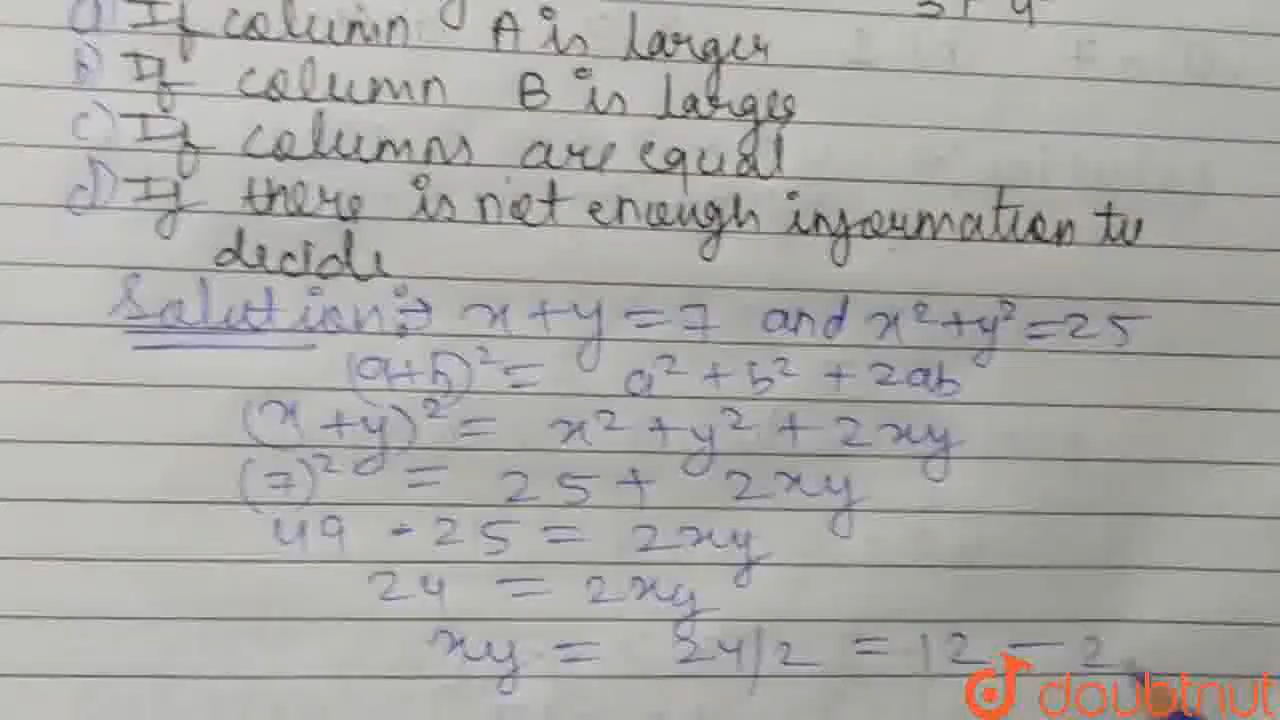 a) If column A is larger
b) If column B is larges
c) If columns are equal
d) If there is not enough information to
decide
Solution :⇒ x + y = 7 and x² + y² = 25
(a+b)² = a² + b² + 2ab
(x + y)² = x² + y² + 2xy
(7)² = 25 + 2xy
49 - 25 = 2xy
24 = 2xy
xy = 24/2 = 12 — 2
doubtnut